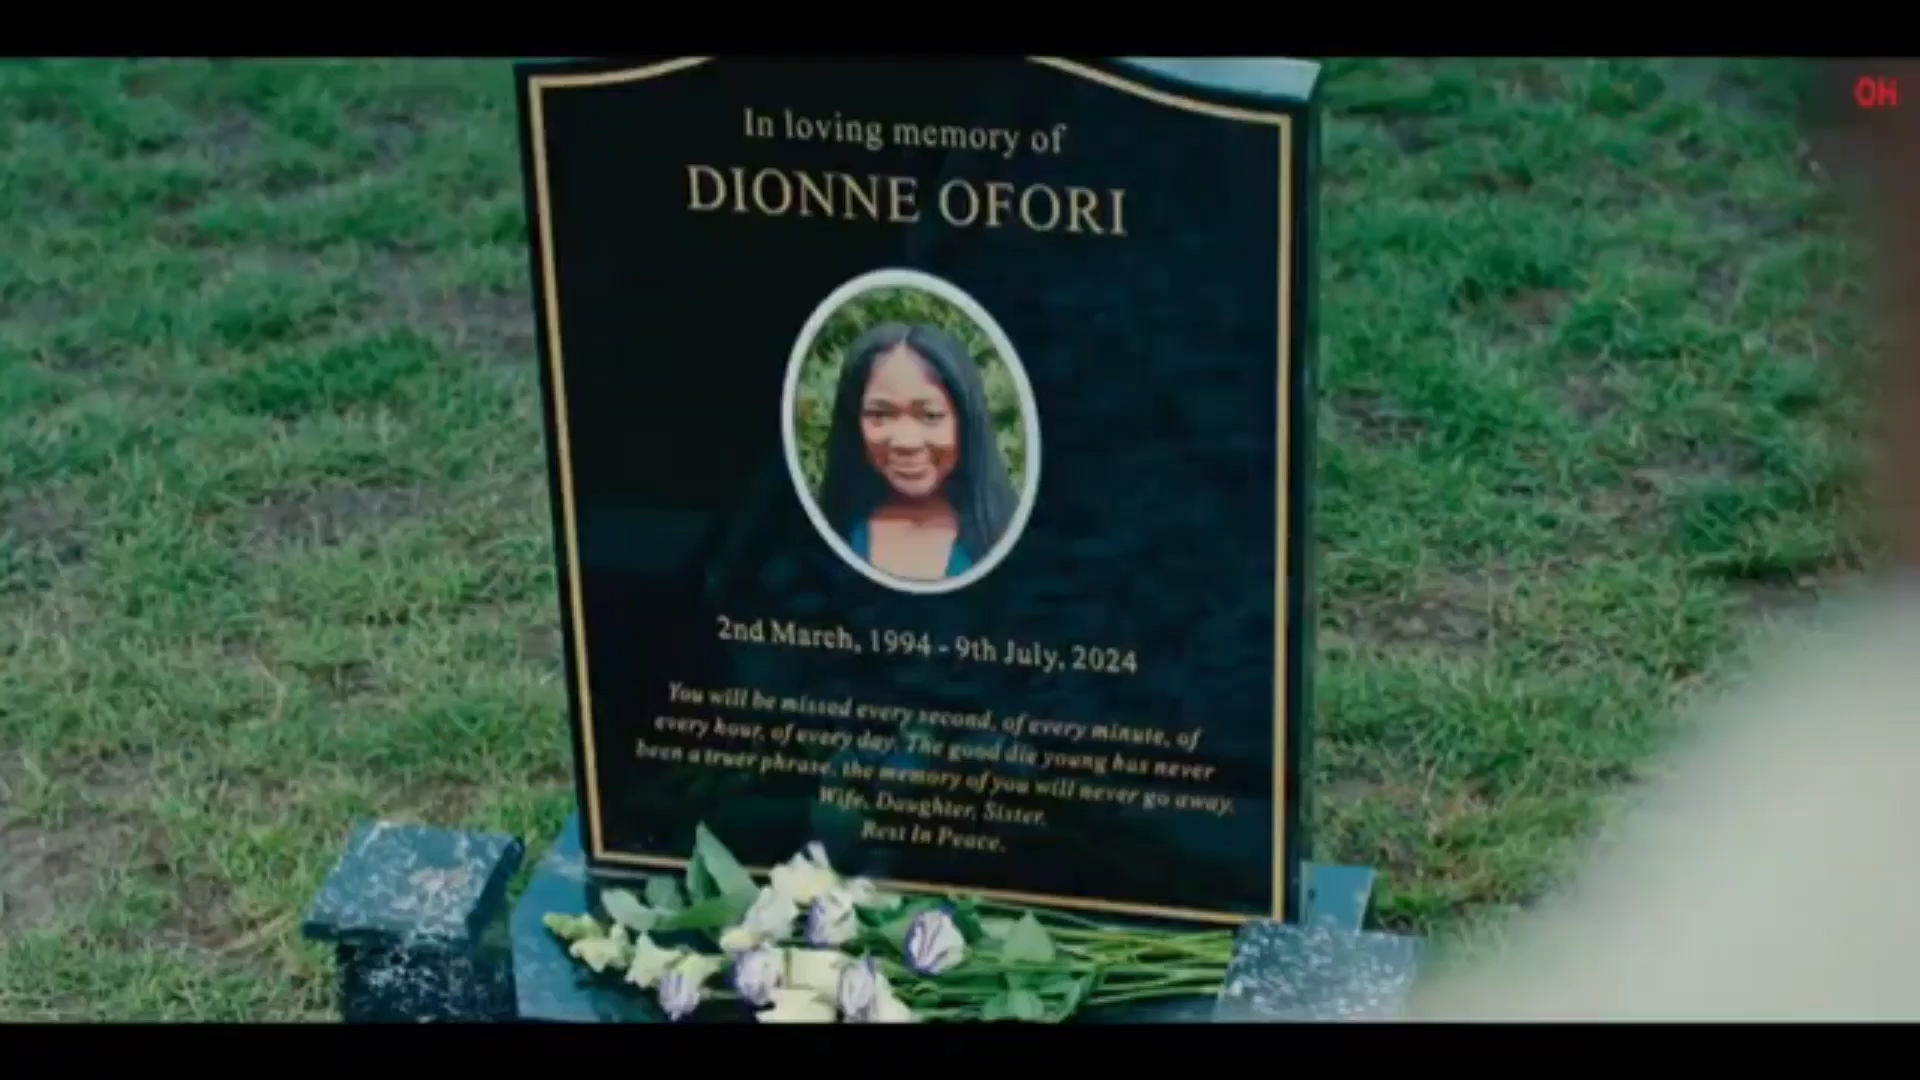 OH
In loving memory of
DIONNE OFORI
2nd March, 1994 - 9th July, 2024
You will be missed every second, of every minute, of
every hour, of every day. The good die young has never
been a truer phrase, the memory of you will never go away.
Wife, Daughter, Sister,
Rest In Peace.